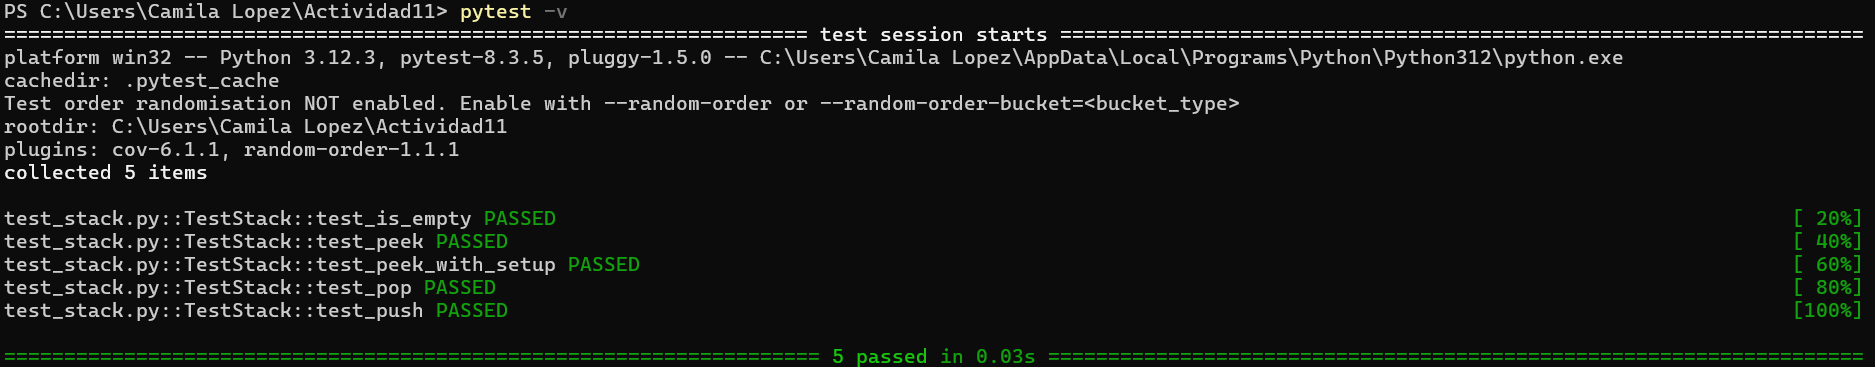 PS C:\Users\Camila Lopez\Actividad11> pytest -v
=================================================================== test session starts ===================================================================
platform win32 -- Python 3.12.3, pytest-8.3.5, pluggy-1.5.0 -- C:\Users\Camila Lopez\AppData\Local\Programs\Python\Python312\python.exe
cachedir: .pytest_cache
Test order randomisation NOT enabled. Enable with --random-order or --random-order-bucket=<bucket_type>
rootdir: C:\Users\Camila Lopez\Actividad11
plugins: cov-6.1.1, random-order-1.1.1
collected 5 items
test_stack.py::TestStack::test_is_empty PASSED [ 20%]
test_stack.py::TestStack::test_peek PASSED [ 40%]
test_stack.py::TestStack::test_peek_with_setup PASSED [ 60%]
test_stack.py::TestStack::test_pop PASSED [ 80%]
test_stack.py::TestStack::test_push PASSED [100%]
==================================================================== 5 passed in 0.03s ====================================================================